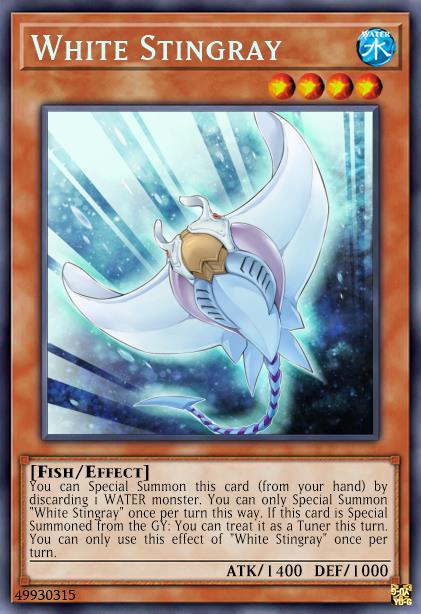 White Stingray
WATER
水
[Fish/Effect]
You can Special Summon this card (from your hand) by
discarding 1 WATER monster. You can only Special Summon
"White Stingray" once per turn this way. If this card is Special
Summoned from the GY: You can treat it as a Tuner this turn.
You can only use this effect of "White Stingray" once per
turn.
ATK/1400 DEF/1000
49930315